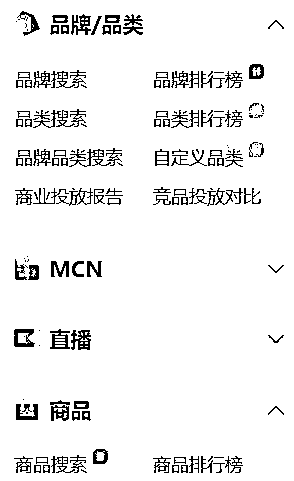 品牌/品类
品牌搜索 品牌排行榜
品类搜索 品类排行榜
品牌品类搜索 自定义品类
商业投放报告 竞品投放对比
MCN
直播
商品
商品搜索 商品排行榜